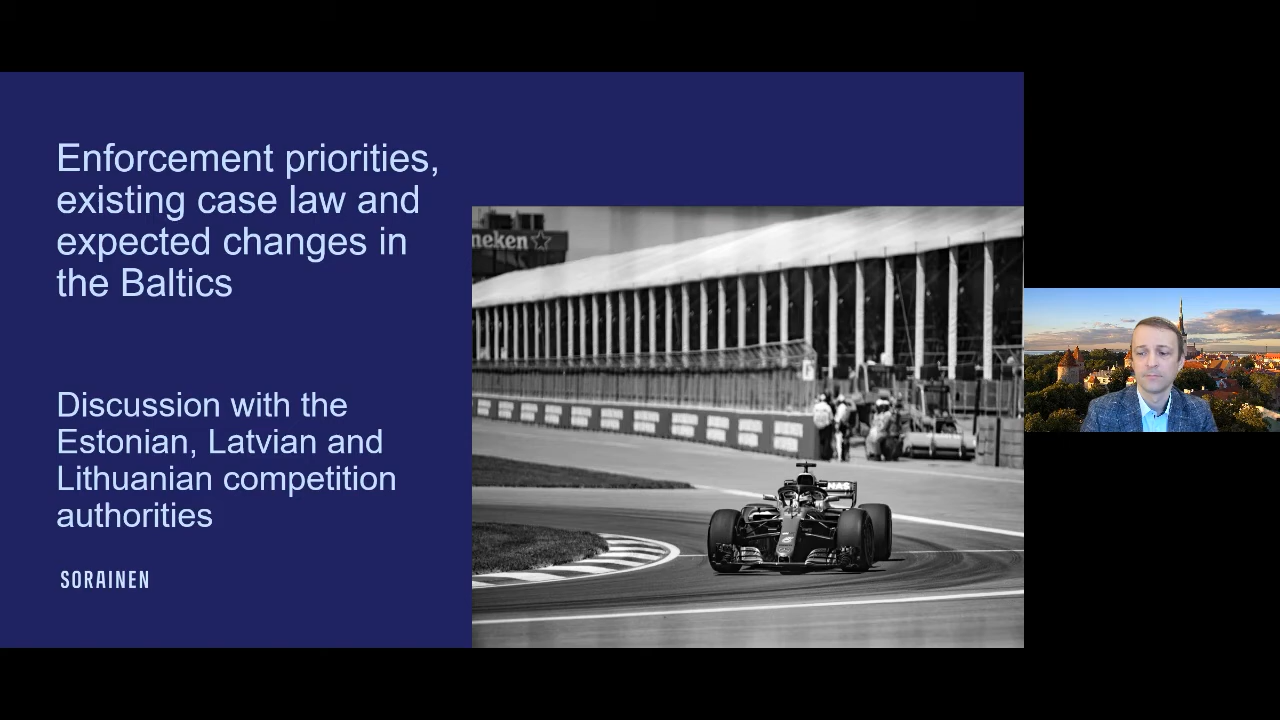 Enforcement priorities,
existing case law and
expected changes in
the Baltics
neken
Discussion with the
Estonian, Latvian and
Lithuanian competition
authorities
HAAS
SORAINEN